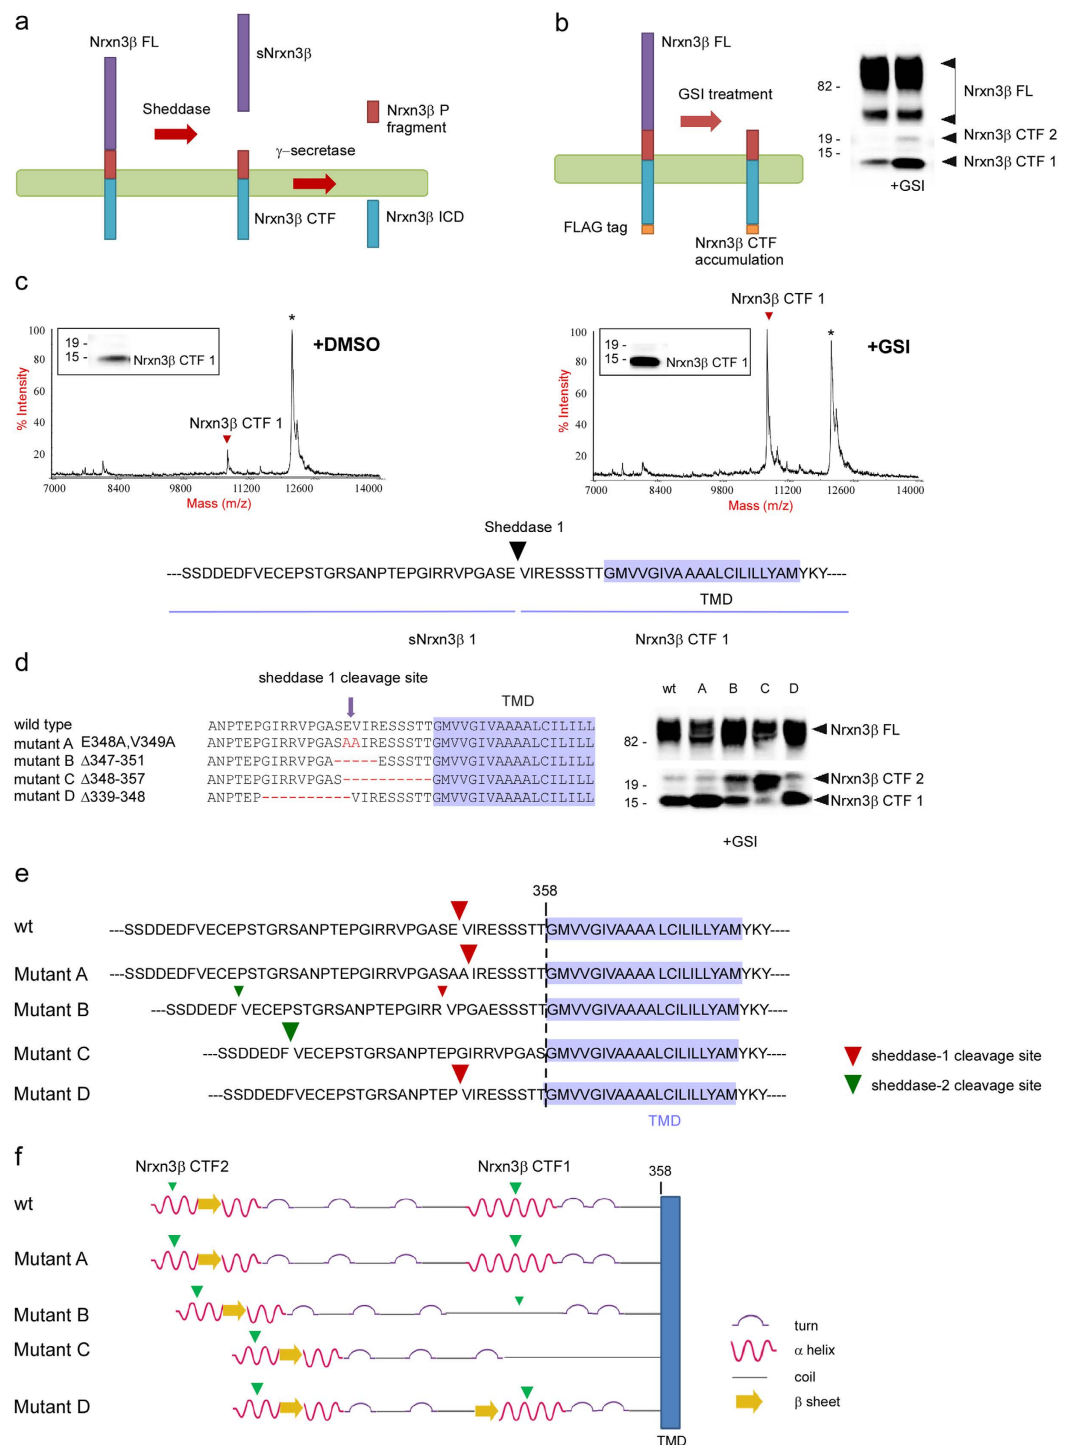 a
Nrxn3β FL
sNrxn3β
Sheddase
Nrxn3β P
fragment
γ–secretase
Nrxn3β CTF
Nrxn3β ICD
b
Nrxn3β FL
GSI treatment
FLAG tag
Nrxn3β CTF
accumulation
82 -
19 -
15 -
Nrxn3β FL
Nrxn3β CTF 2
Nrxn3β CTF 1
+GSI
c
100
80
60
40
20
% Intensity
19 -
15 -
Nrxn3β CTF 1
*
+DMSO
Nrxn3β CTF 1
7000 8400 9800 11200 12600 14000
Mass (m/z)
Nrxn3β CTF 1
100
80
60
40
20
% Intensity
19 -
15 -
Nrxn3β CTF 1
*
+GSI
7000 8400 9800 11200 12600 14000
Mass (m/z)
Sheddase 1
---SSDDEDFVECEPSTGRSANPTEPGIRRVPGASE VIRESSSTTGMVVGIVAAAALCILILLYAMYKY----
TMD
sNrxn3β 1
Nrxn3β CTF 1
d
sheddase 1 cleavage site
TMD
wild type ANPTEPGIRRVPGASEVIRESSSTTGMVVGIVAAAALCILILL
mutant A E348A,V349A ANPTEPGIRRVPGASAAIRESSSTTGMVVGIVAAAALCILILL
mutant B Δ347-351 ANPTEPGIRRVPGA-----ESSSTTGMVVGIVAAAALCILILL
mutant C Δ348-357 ANPTEPGIRRVPGAS----------GMVVGIVAAAALCILILL
mutant D Δ339-348 ANPTEP----------VIRESSSTTGMVVGIVAAAALCILILL
wt A B C D
82 -
19 -
15 -
Nrxn3β FL
Nrxn3β CTF 2
Nrxn3β CTF 1
+GSI
e
358
wt ---SSDDEDFVECEPSTGRSANPTEPGIRRVPGASE VIRESSSTTGMVVGIVAAAA LCILILLYAMYKY----
Mutant A ---SSDDEDFVECEPSTGRSANPTEPGIRRVPGASAA IRESSSTTGMVVGIVAAAA LCILILLYAMYKY----
Mutant B ---SSDDEDF VECEPSTGRSANPTEPGIRR VPGAESSSTTGMVVGIVAAAALCILILLYAMYKY----
Mutant C ---SSDDEDF VECEPSTGRSANPTEPGIRRVPGASGMVVGIVAAAALCILILLYAMYKY----
Mutant D ---SSDDEDFVECEPSTGRSANPTEP VIRESSSTTGMVVGIVAAAALCILILLYAMYKY----
TMD
sheddase-1 cleavage site
sheddase-2 cleavage site
f
Nrxn3β CTF2
Nrxn3β CTF1
358
wt
Mutant A
Mutant B
Mutant C
Mutant D
turn
α helix
coil
β sheet
TMD